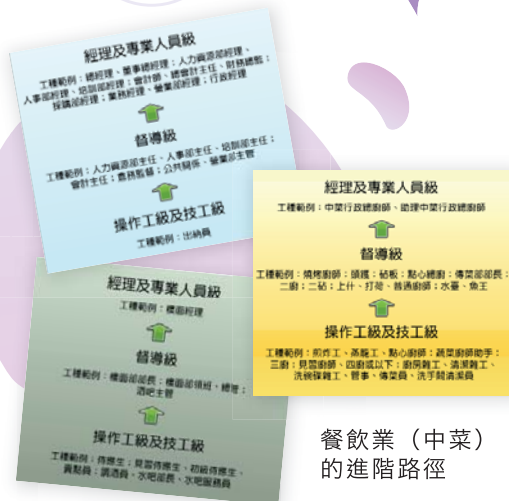 經理及專業人員級
工種範例：總經理、董事總經理；人力資源部經理、
人事部經理、培訓部經理；會計師、總會計主任、財務總監；
採購部經理；業務經理、營業部經理；行政經理
督導級
工種範例：人力資源部主任、人事部主任、培訓部主任；
會計主任；意務監督；公共關係、營業部主管
操作工級及技工級
工種範例：出納員
經理及專業人員級
工種範例：樓面經理
督導級
工種範例：樓面部部長；樓面部領班、總管；
酒吧主管
操作工級及技工級
工種範例：侍應生；見習侍應生、初級侍應生、
賣點員；調酒員、水吧部長、水吧服務員
經理及專業人員級
工種範例：中菜行政總廚師、助理中菜行政總廚師
督導級
工種範例：燒烤廚師；頭鑊；砧板；點心總廚；傳菜部部長；
二廚；二砧；上什、打荷、普通廚師；水臺、魚王
操作工級及技工級
工種範例：煎炸工、蒸籠工、點心廚師；蔬菜廚師助手；
三廚；見習廚師、四廚或以下；廚房雜工、清潔雜工、
洗碗碟雜工、管事、傳菜員、洗手間清潔員
餐飲業（中菜）
的進階路徑